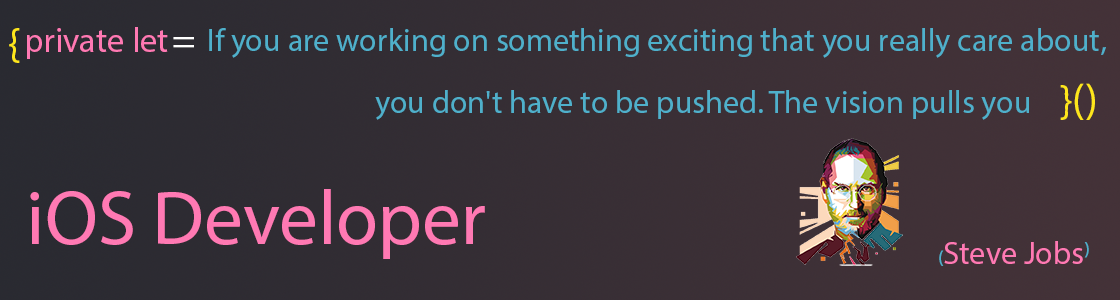 { private let = If you are working on something exciting that you really care about,
you don't have to be pushed. The vision pulls you }()
iOS Developer
(Steve Jobs)